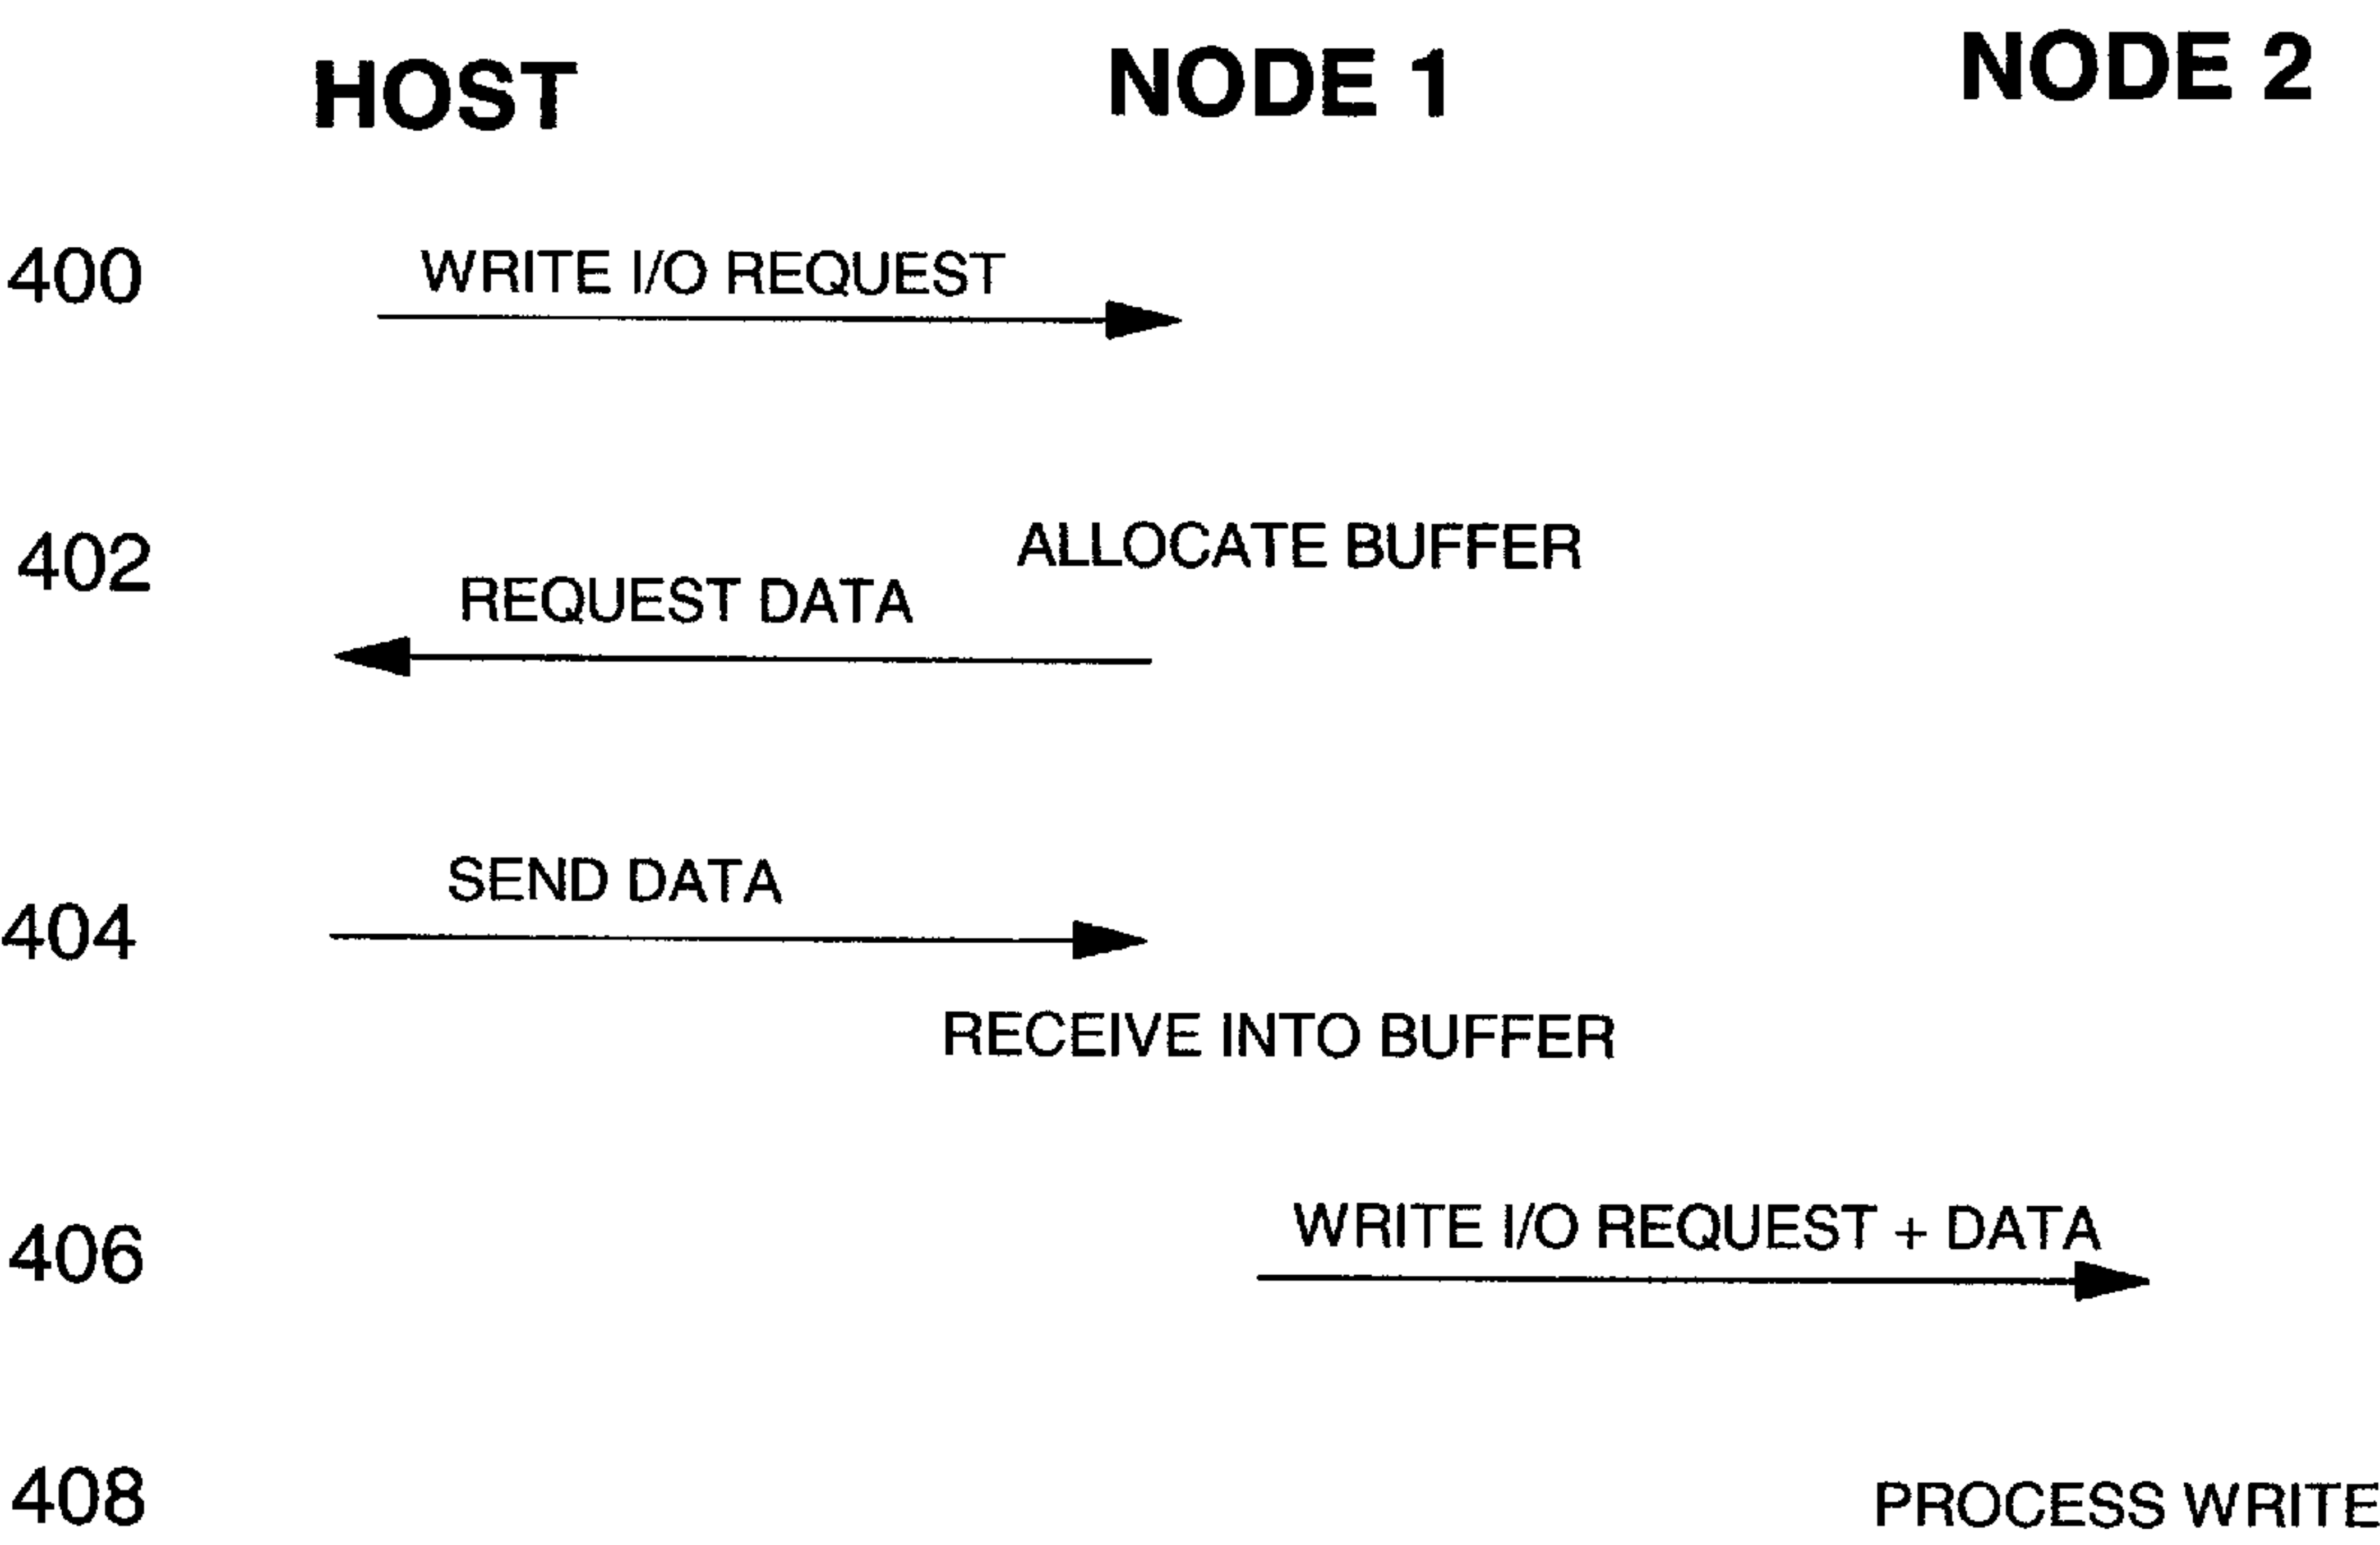 HOST NODE 1 NODE 2
400 WRITE I/O REQUEST
402 ALLOCATE BUFFER
REQUEST DATA
404 SEND DATA
RECEIVE INTO BUFFER
406 WRITE I/O REQUEST + DATA
408 PROCESS WRITE